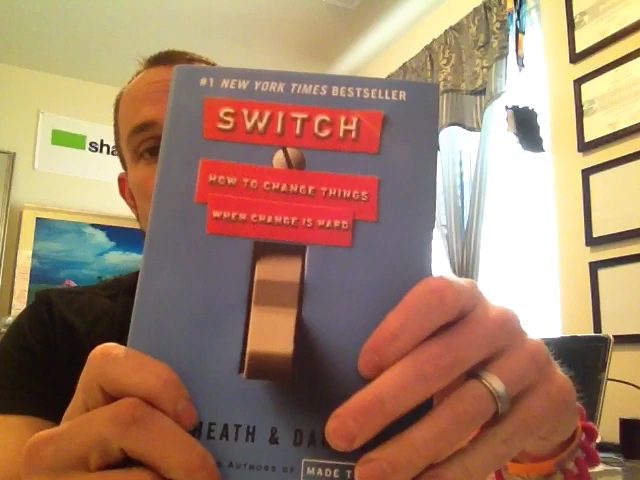 #1 NEW YORK TIMES BESTSELLER
SWITCH
HOW TO CHANGE THINGS
WHEN CHANGE IS HARD
sha
HEATH & DA
AUTHORS OF MADE T